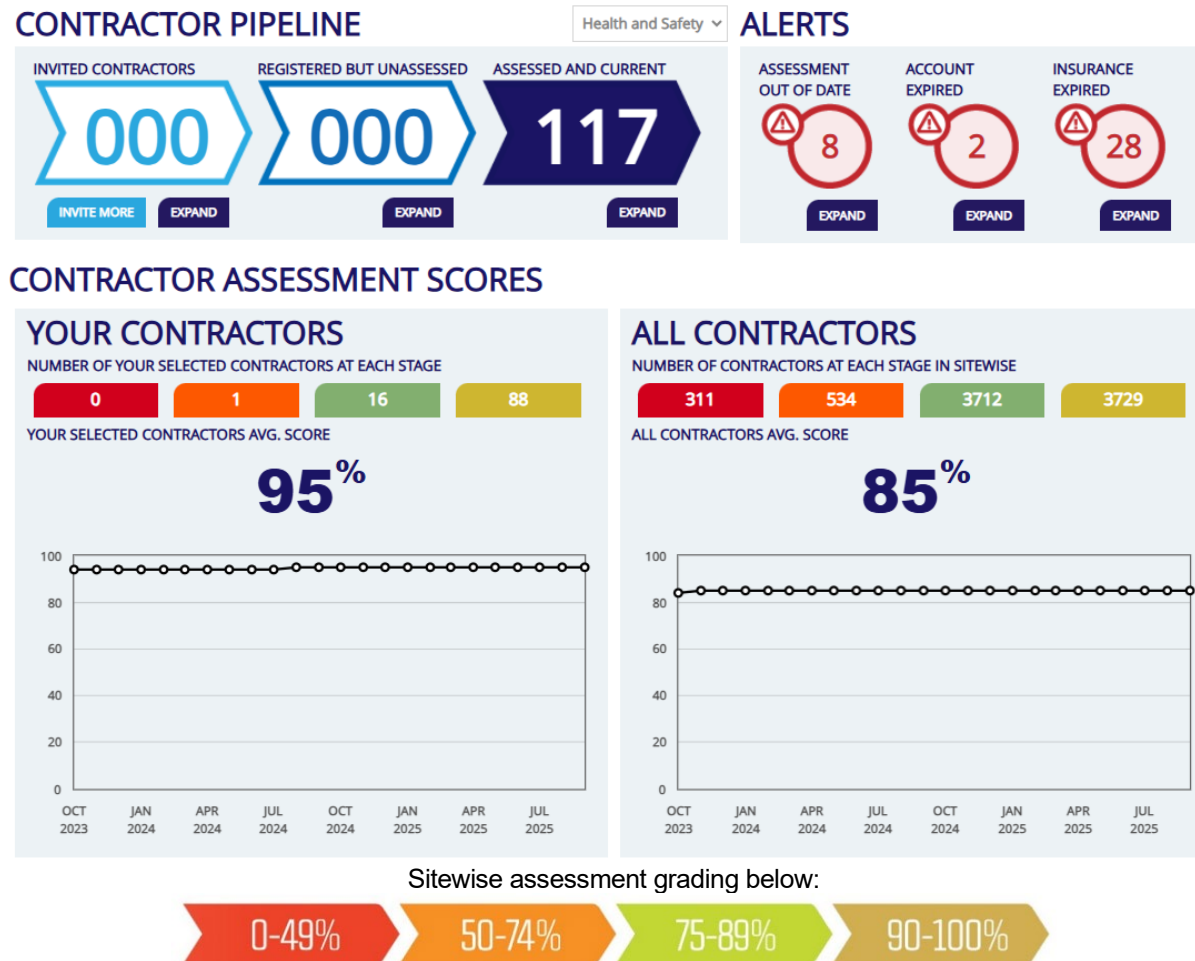 CONTRACTOR PIPELINE
Health and Safety
INVITED CONTRACTORS
REGISTERED BUT UNASSESSED
ASSESSED AND CURRENT
000
000
117
INVITE MORE
EXPAND
EXPAND
EXPAND
ALERTS
ASSESSMENT
OUT OF DATE
ACCOUNT
EXPIRED
INSURANCE
EXPIRED
8
2
28
EXPAND
EXPAND
EXPAND
CONTRACTOR ASSESSMENT SCORES
YOUR CONTRACTORS
NUMBER OF YOUR SELECTED CONTRACTORS AT EACH STAGE
0
1
16
88
YOUR SELECTED CONTRACTORS AVG. SCORE
95%
100
80
60
40
20
0
OCT
2023
JAN
2024
APR
2024
JUL
2024
OCT
2024
JAN
2025
APR
2025
JUL
2025
ALL CONTRACTORS
NUMBER OF CONTRACTORS AT EACH STAGE IN SITEWISE
311
534
3712
3729
ALL CONTRACTORS AVG. SCORE
85%
100
80
60
40
20
0
OCT
2023
JAN
2024
APR
2024
JUL
2024
OCT
2024
JAN
2025
APR
2025
JUL
2025
Sitewise assessment grading below:
0-49%
50-74%
75-89%
90-100%